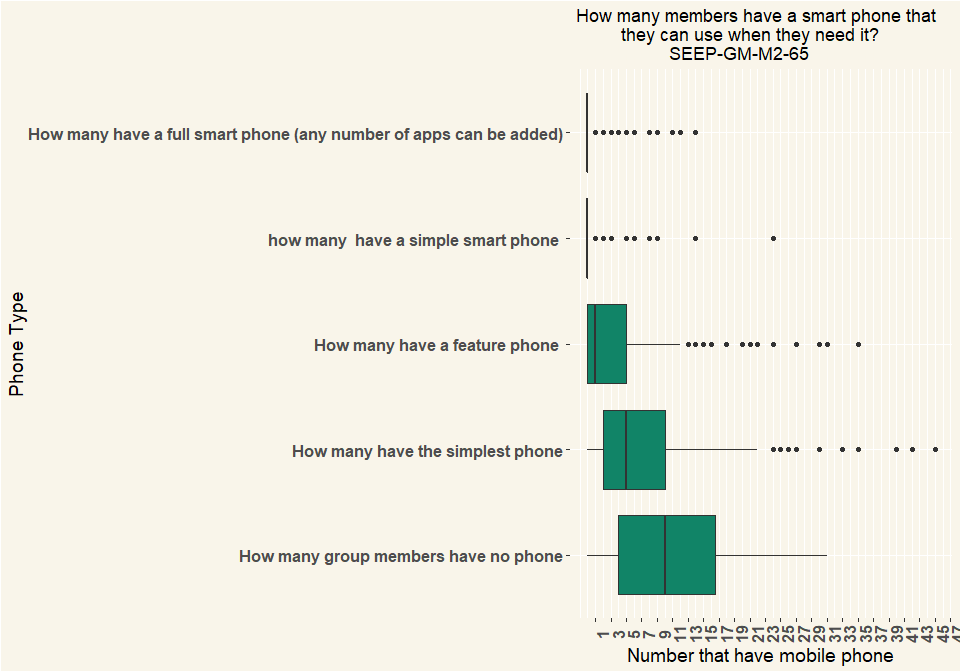 How many members have a smart phone that
they can use when they need it?
SEEP-GM-M2-65
How many have a full smart phone (any number of apps can be added)
how many  have a simple smart phone
How many have a feature phone
How many have the simplest phone
How many group members have no phone
Phone Type
1 3 5 7 9 11 13 15 17 19 21 23 25 27 29 31 33 35 37 39 41 43 45 47
Number that have mobile phone